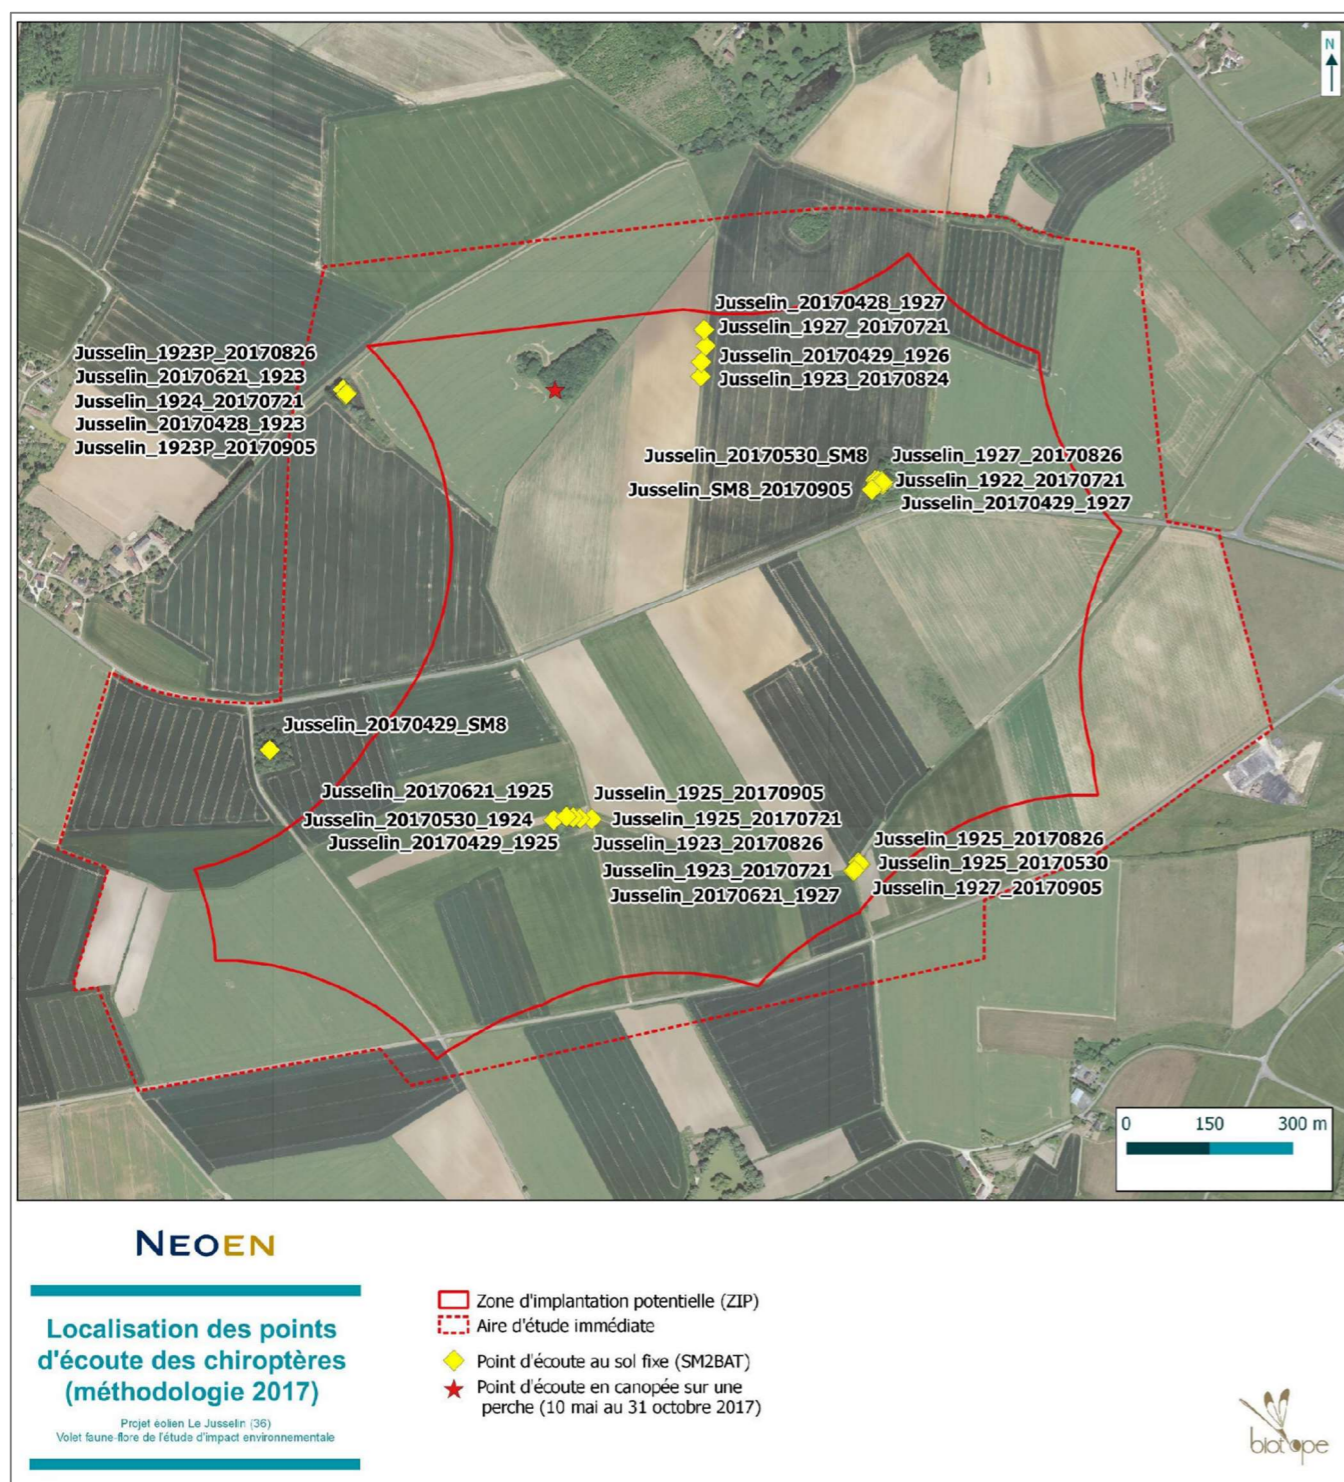 N
Jusselin_20170428_1927
Jusselin_1927_20170721
Jusselin_20170429_1926
Jusselin_1923_20170824
Jusselin_1923P_20170826
Jusselin_20170621_1923
Jusselin_1924_20170721
Jusselin_20170428_1923
Jusselin_1923P_20170905
Jusselin_20170530_SM8
Jusselin_1927_20170826
Jusselin_SM8_20170905
Jusselin_1922_20170721
Jusselin_20170429_1927
Jusselin_20170429_SM8
Jusselin_20170621_1925
Jusselin_1925_20170905
Jusselin_20170530_1924
Jusselin_1925_20170721
Jusselin_20170429_1925
Jusselin_1923_20170826
Jusselin_1925_20170826
Jusselin_1923_20170721
Jusselin_1925_20170530
Jusselin_20170621_1927
Jusselin_1927_20170905
0 150 300 m
NEOEN
Localisation des points
d'écoute des chiroptères
(méthodologie 2017)
Projet éolien Le Jusselin (36)
Volet faune-flore de l'étude d'impact environnementale
Zone d'implantation potentielle (ZIP)
Aire d'étude immédiate
Point d'écoute au sol fixe (SM2BAT)
Point d'écoute en canopée sur une
perche (10 mai au 31 octobre 2017)
biotope